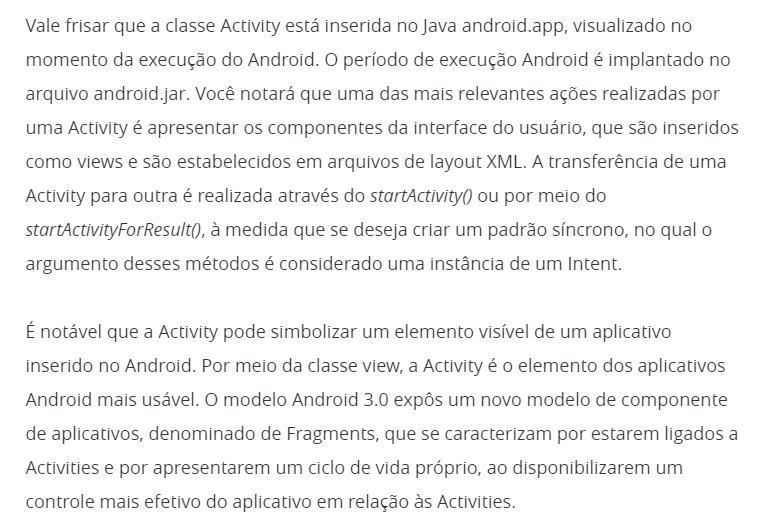 Vale frisar que a classe Activity está inserida no Java android.app, visualizado no
momento da execução do Android. O período de execução Android é implantado no
arquivo android.jar. Você notará que uma das mais relevantes ações realizadas por
uma Activity é apresentar os componentes da interface do usuário, que são inseridos
como views e são estabelecidos em arquivos de layout XML. A transferência de uma
Activity para outra é realizada através do startActivity() ou por meio do
startActivityForResult(), à medida que se deseja criar um padrão síncrono, no qual o
argumento desses métodos é considerado uma instância de um Intent.
É notável que a Activity pode simbolizar um elemento visível de um aplicativo
inserido no Android. Por meio da classe view, a Activity é o elemento dos aplicativos
Android mais usável. O modelo Android 3.0 expôs um novo modelo de componente
de aplicativos, denominado de Fragments, que se caracterizam por estarem ligados a
Activities e por apresentarem um ciclo de vida próprio, ao disponibilizarem um
controle mais efetivo do aplicativo em relação às Activities.